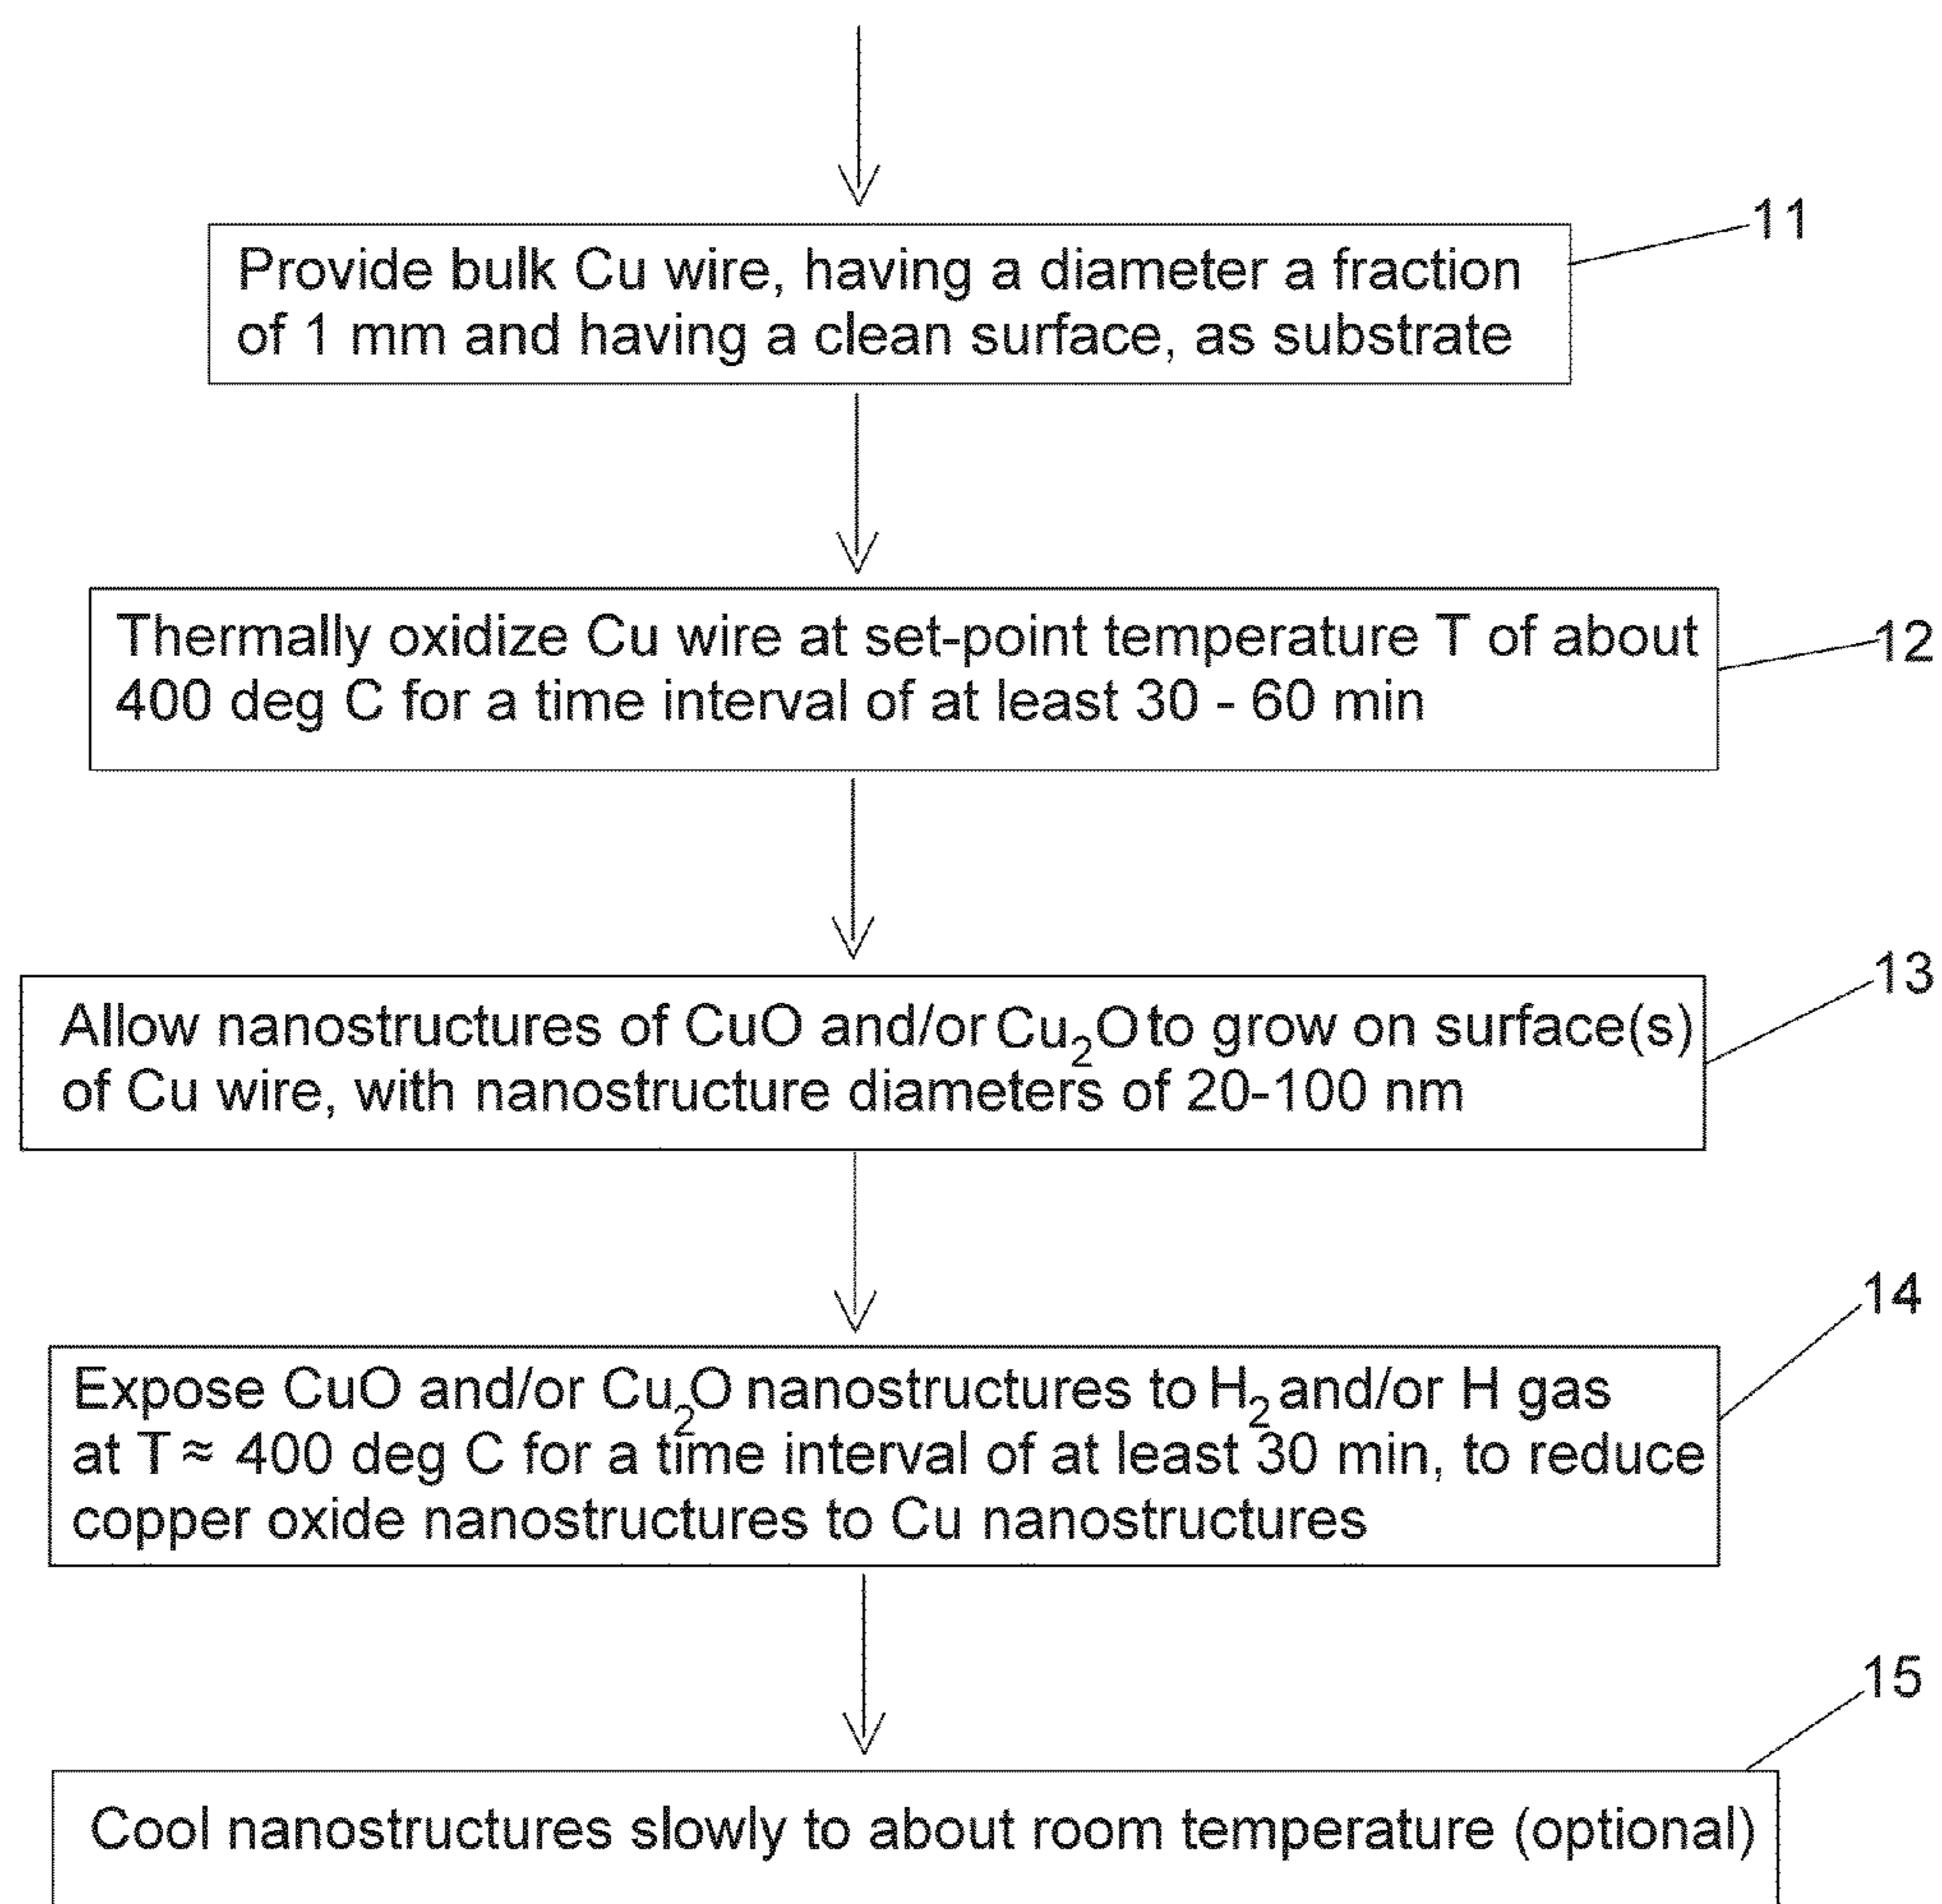 11
Provide bulk Cu wire, having a diameter a fraction
of 1 mm and having a clean surface, as substrate
12
Thermally oxidize Cu wire at set-point temperature T of about
400 deg C for a time interval of at least 30 - 60 min
13
Allow nanostructures of CuO and/or Cu₂O to grow on surface(s)
of Cu wire, with nanostructure diameters of 20-100 nm
14
Expose CuO and/or Cu₂O nanostructures to H₂ and/or H gas
at T ≈ 400 deg C for a time interval of at least 30 min, to reduce
copper oxide nanostructures to Cu nanostructures
15
Cool nanostructures slowly to about room temperature (optional)